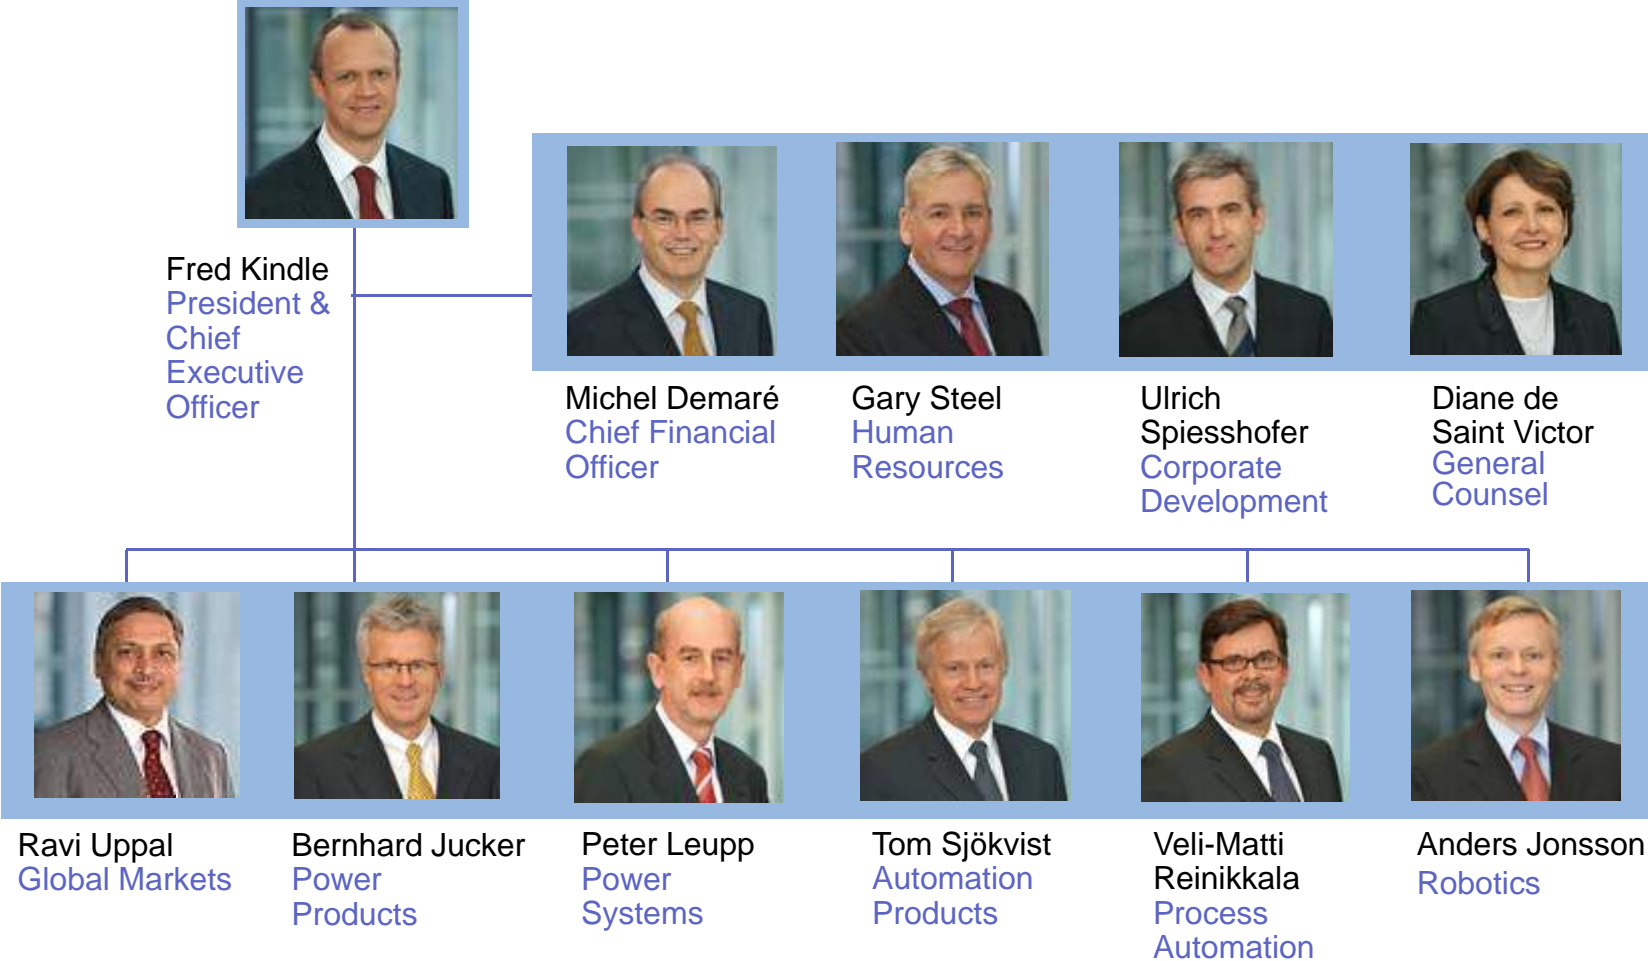 Fred Kindle
President &
Chief
Executive
Officer
Michel Demaré
Chief Financial
Officer
Gary Steel
Human
Resources
Ulrich
Spiesshofer
Corporate
Development
Diane de
Saint Victor
General
Counsel
Ravi Uppal
Global Markets
Bernhard Jucker
Power
Products
Peter Leupp
Power
Systems
Tom Sjökvist
Automation
Products
Veli-Matti
Reinikkala
Process
Automation
Anders Jonsson
Robotics